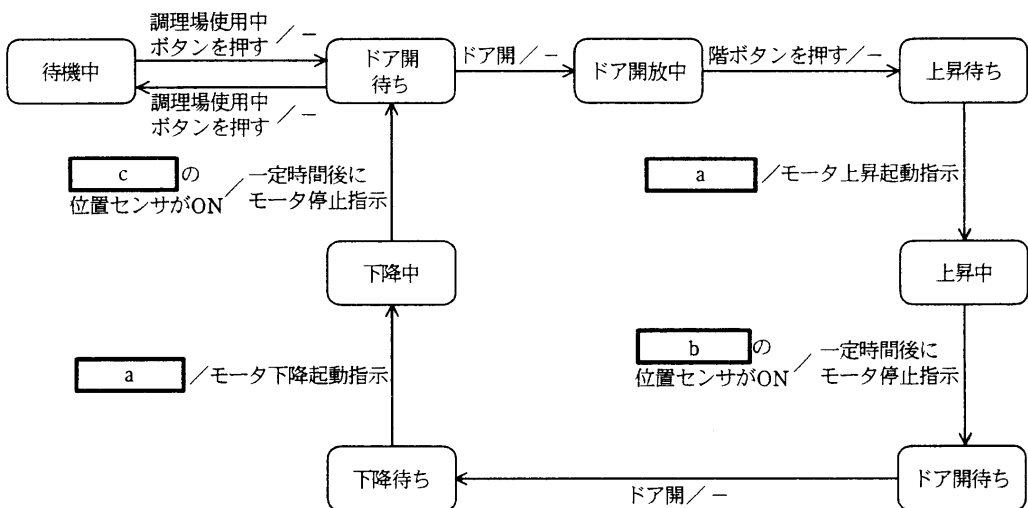 調理場使用中
ボタンを押す／－
待機中
ドア開
待ち
ドア開／－
ドア開放中
階ボタンを押す／－
上昇待ち
調理場使用中
ボタンを押す／－
c の
位置センサがON／一定時間後に
モータ停止指示
a ／モータ上昇起動指示
下降中
上昇中
a ／モータ下降起動指示
b の
位置センサがON／一定時間後に
モータ停止指示
下降待ち
ドア開／－
ドア開待ち